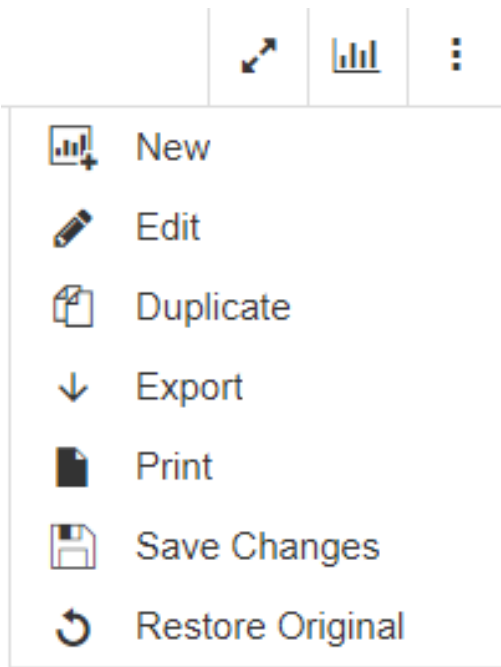 New
Edit
Duplicate
Export
Print
Save Changes
Restore Original